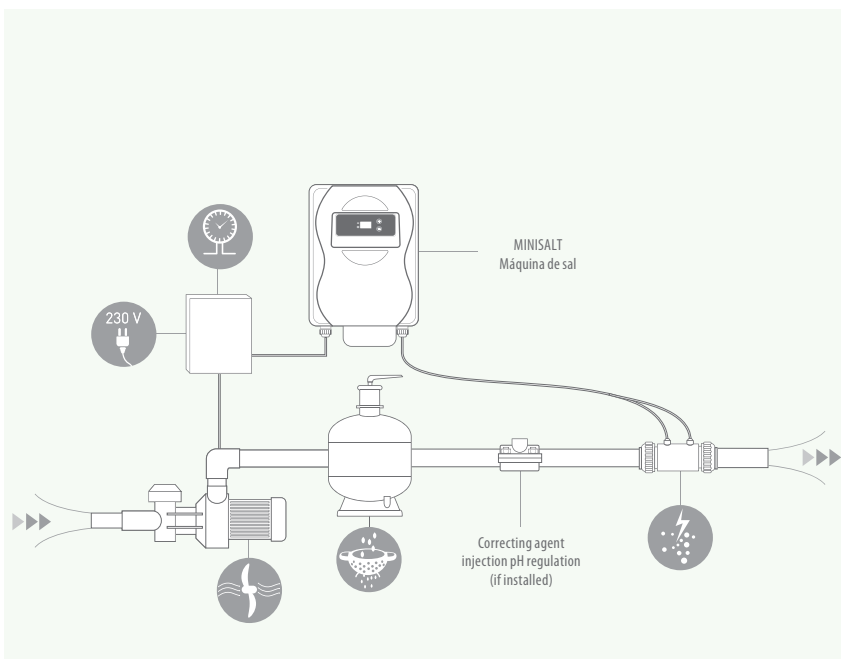 MINISALT
Máquina de sal
230 V
Correcting agent
injection pH regulation
(if installed)